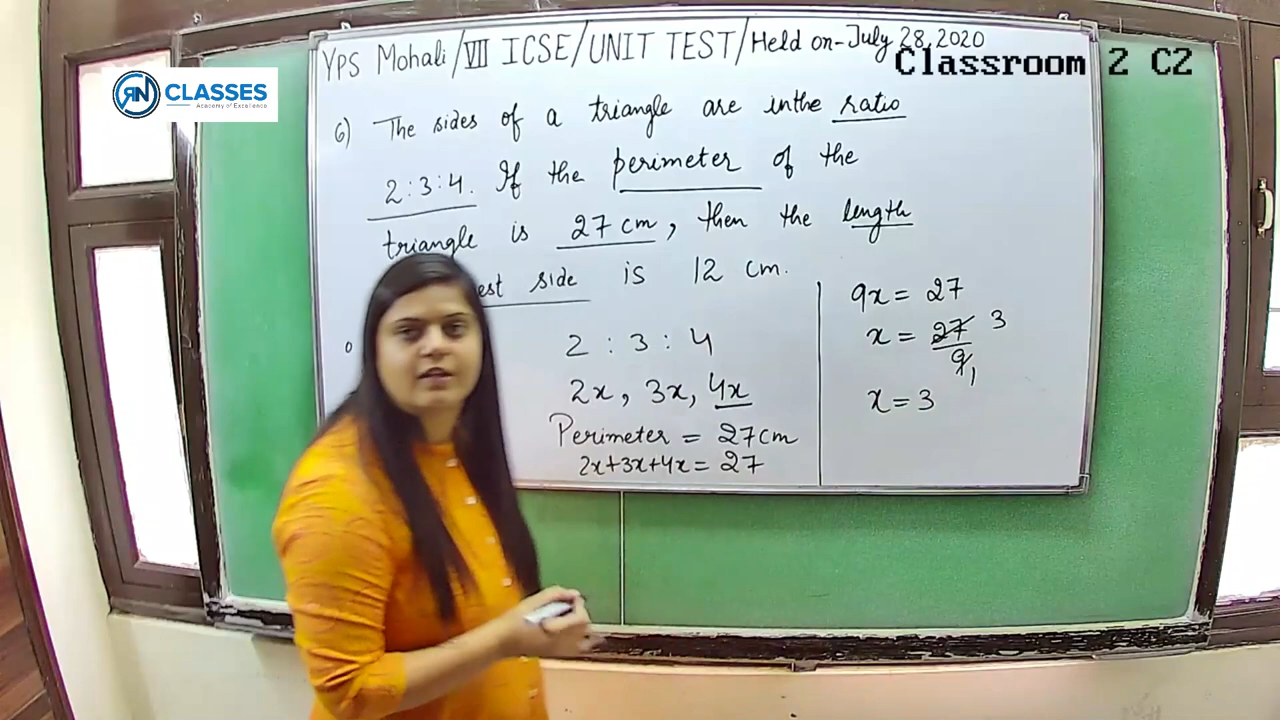 YPS Mohali/VII ICSE/UNIT TEST/Held on-July 28, 2020
Classroom 2 C2
RN CLASSES
Academy of Excellence
6) The sides of a triangle are in the ratio
2:3:4. If the perimeter of the
triangle is 27 cm, then the length
est side is 12 cm.
2 : 3 : 4
2x, 3x, 4x
Perimeter = 27cm
2x+3x+4x = 27
9x = 27
x = 27/9 3 1
x = 3